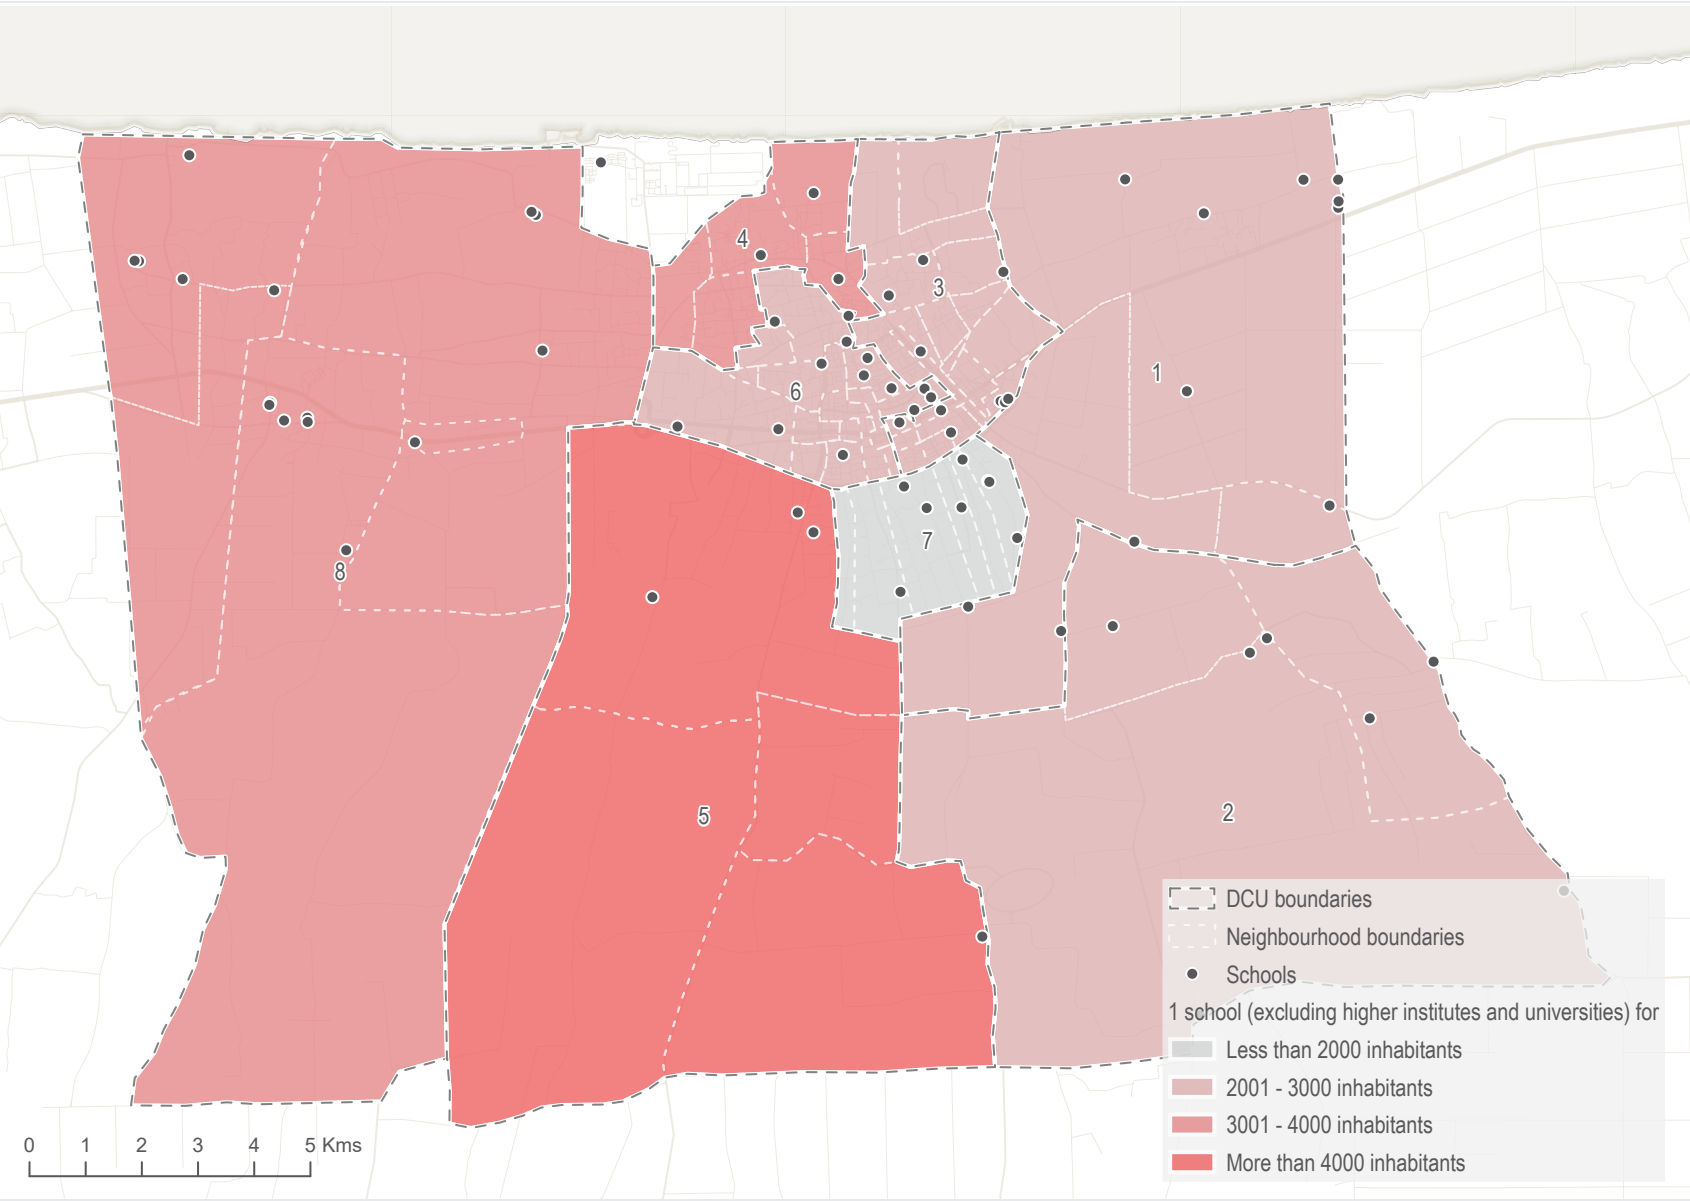 4
3
1
6
7
8
5
2
DCU boundaries
Neighbourhood boundaries
Schools
1 school (excluding higher institutes and universities) for
Less than 2000 inhabitants
2001 - 3000 inhabitants
3001 - 4000 inhabitants
More than 4000 inhabitants
0 1 2 3 4 5 Kms